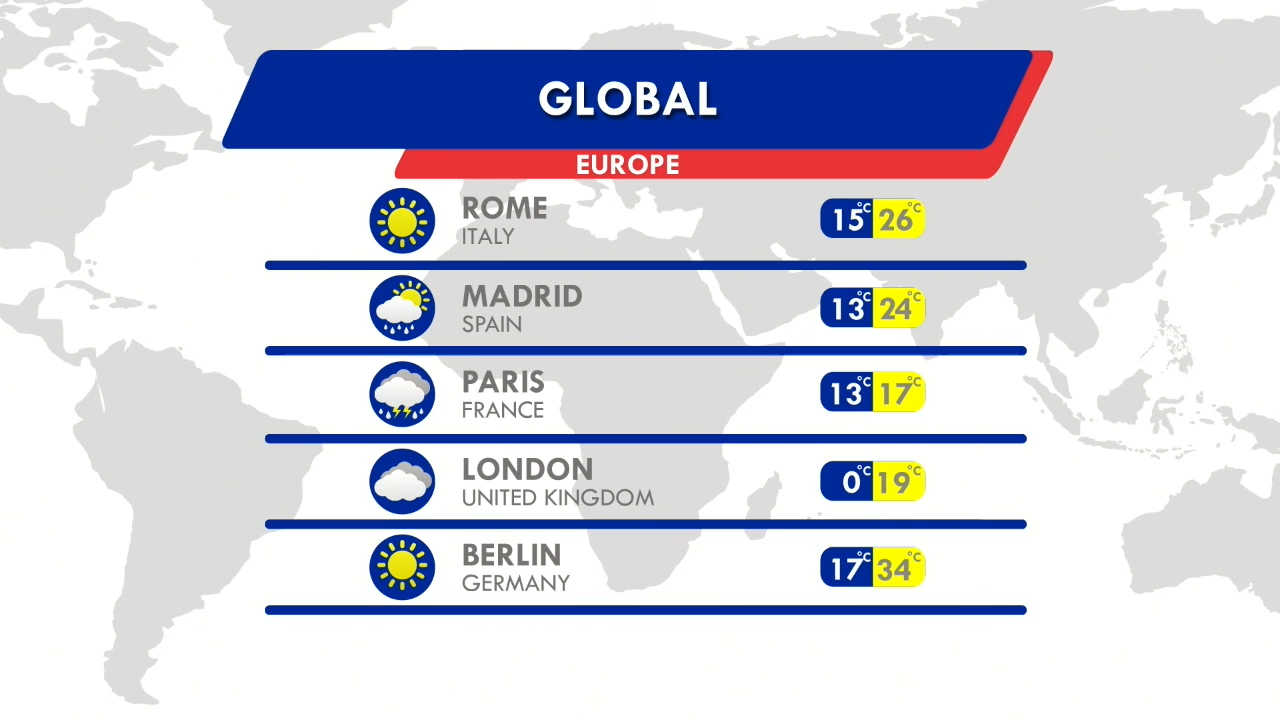 GLOBAL
EUROPE
ROME
ITALY
15°C 26°C
MADRID
SPAIN
13°C 24°C
PARIS
FRANCE
13°C 17°C
LONDON
UNITED KINGDOM
0°C 19°C
BERLIN
GERMANY
17°C 34°C